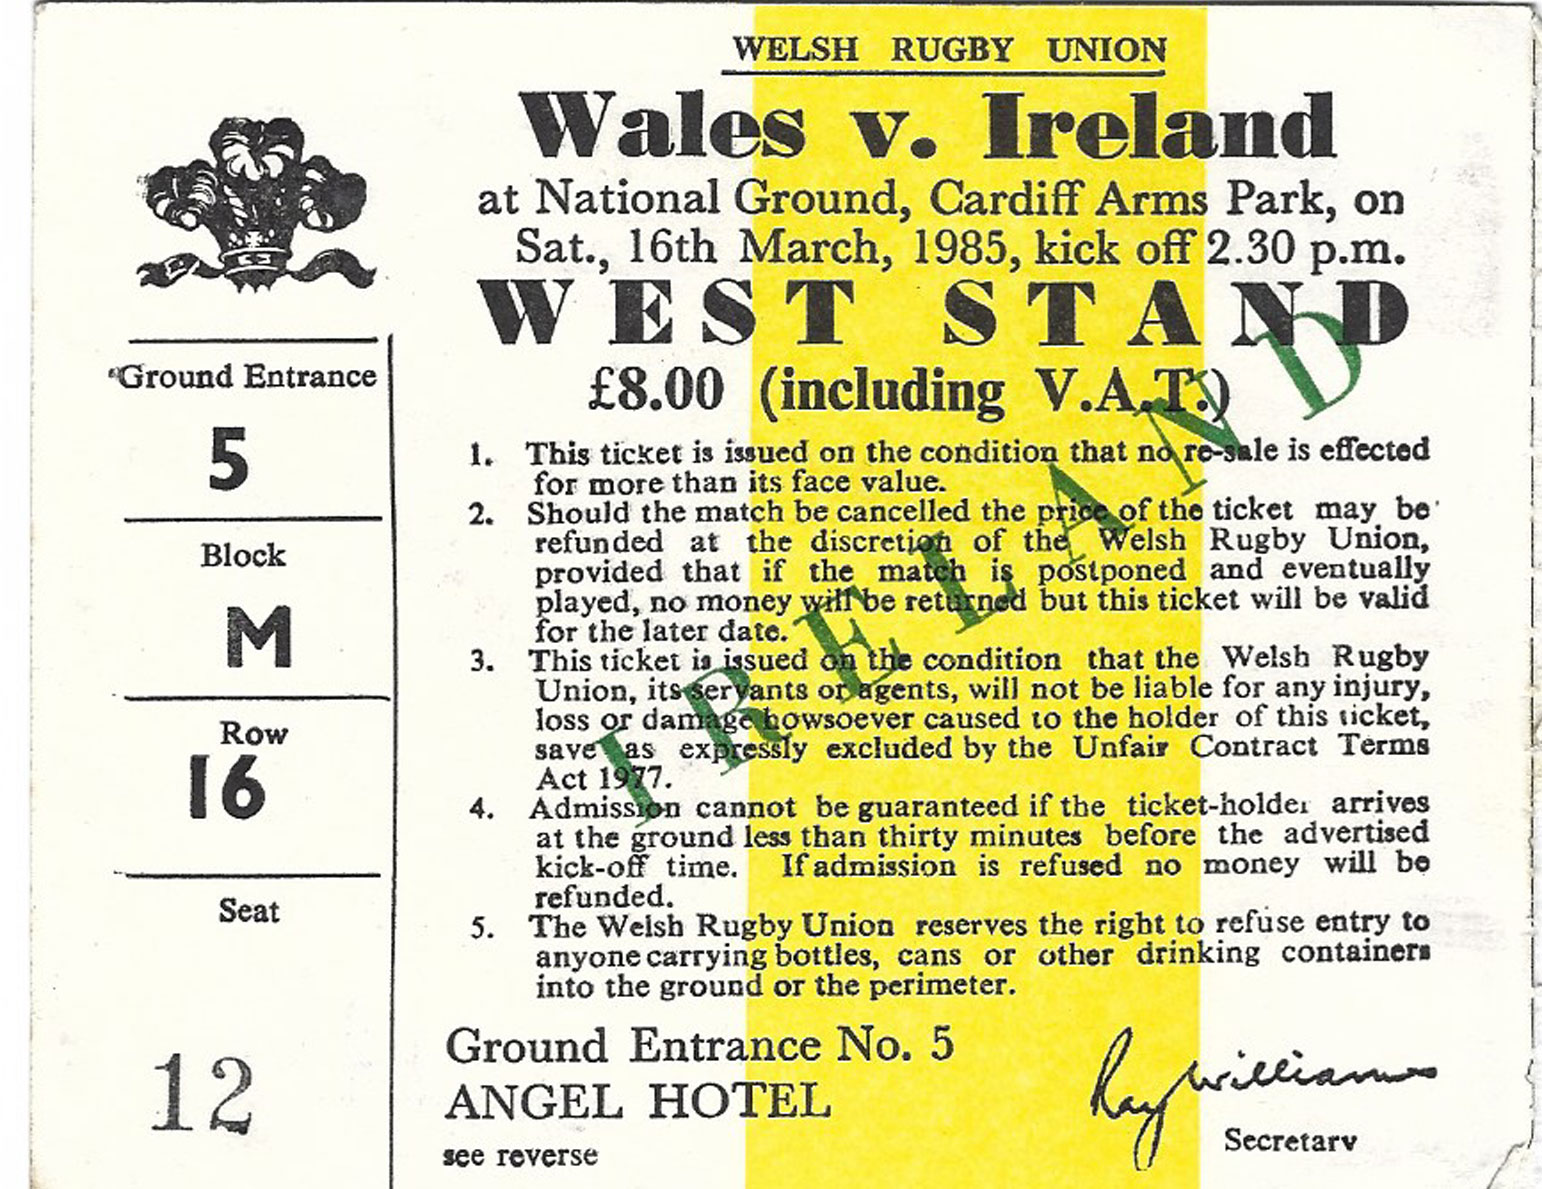 WELSH RUGBY UNION
Wales v. Ireland
at National Ground, Cardiff Arms Park, on
Sat., 16th March, 1985, kick off 2.30 p.m.
WEST STAND
£8.00 (including V.A.T.)
1. This ticket is issued on the condition that no re-sale is effected
for more than its face value.
2. Should the match be cancelled the price of the ticket may be
refunded at the discretion of the Welsh Rugby Union,
provided that if the match is postponed and eventually
played, no money will be returned but this ticket will be valid
for the later date.
3. This ticket is issued on the condition that the Welsh Rugby
Union, its servants or agents, will not be liable for any injury,
loss or damage howsoever caused to the holder of this ticket,
save as expressly excluded by the Unfair Contract Terms
Act 1977.
4. Admission cannot be guaranteed if the ticket-holder arrives
at the ground less than thirty minutes before the advertised
kick-off time. If admission is refused no money will be
refunded.
5. The Welsh Rugby Union reserves the right to refuse entry to
anyone carrying bottles, cans or other drinking containers
into the ground or the perimeter.
IRELAND
Ground Entrance No. 5
ANGEL HOTEL
see reverse
Ray Williams
Secretary
Ground Entrance
5
Block
M
Row
16
Seat
12